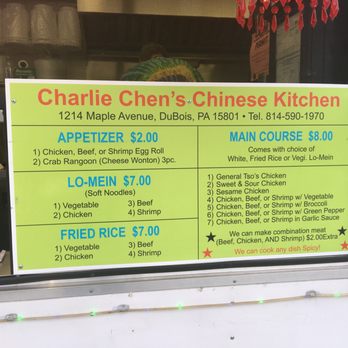 Charlie Chen's Chinese Kitchen
1214 Maple Avenue, DuBois, PA 15801 • Tel. 814-590-1970
APPETIZER $2.00
1) Chicken, Beef, or Shrimp Egg Roll
2) Crab Rangoon (Cheese Wonton) 3pc.
LO-MEIN $7.00
(Soft Noodles)
1) Vegetable 3) Beef
2) Chicken 4) Shrimp
FRIED RICE $7.00
1) Vegetable 3) Beef
2) Chicken 4) Shrimp
MAIN COURSE $8.00
Comes with choice of
White, Fried Rice or Vegi. Lo-Mein
1) General Tso's Chicken
2) Sweet & Sour Chicken
3) Sesame Chicken
4) Chicken, Beef, or Shrimp w/ Vegetable
5) Chicken, Beef, or Shrimp w/ Broccoli
6) Chicken, Beef, or Shrimp w/ Green Pepper
7) Chicken, Beef, or Shrimp in Garlic Sauce
★ We can make combination meat ★
(Beef, Chicken, AND Shrimp) $2.00Extra
★ We can cook any dish Spicy! ★